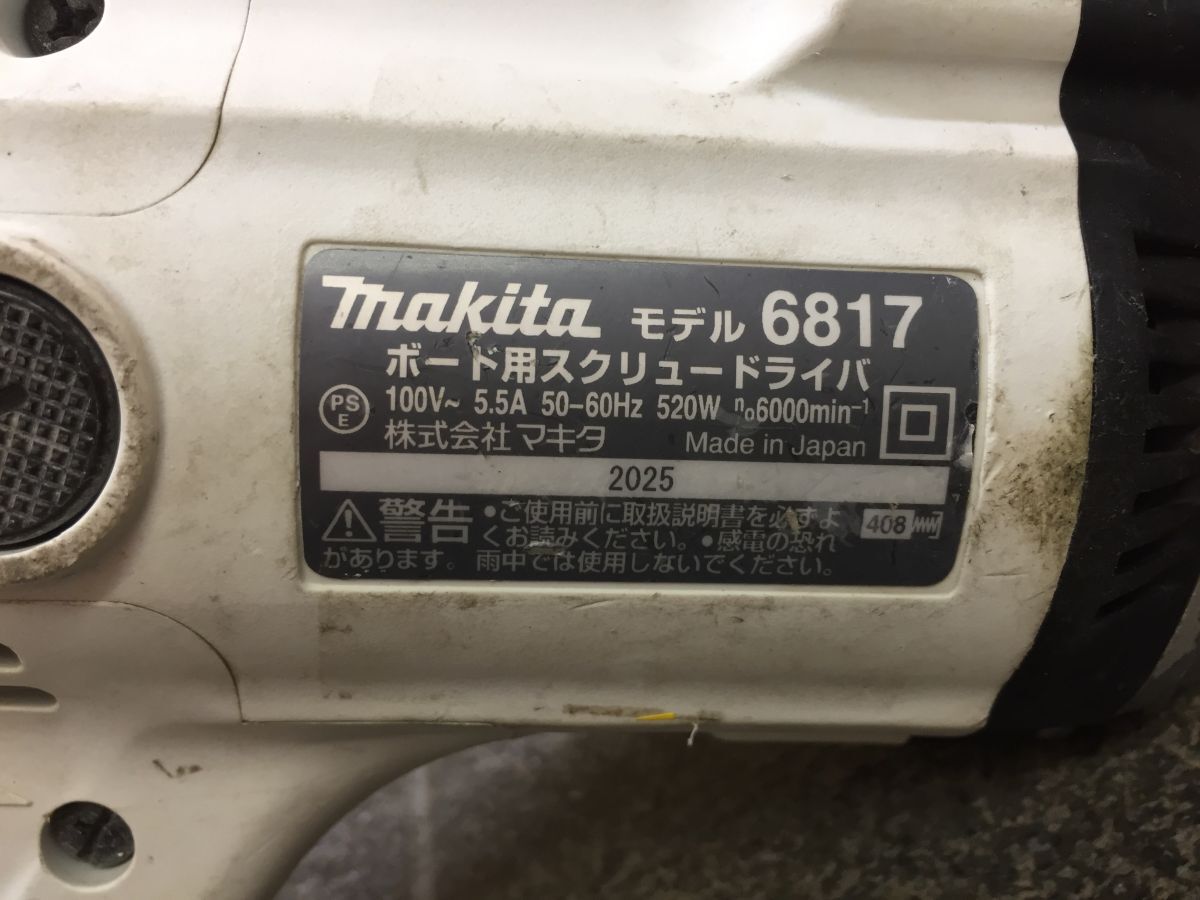 makita モデル 6817
ボード用スクリュードライバ
PS E 100V~ 5.5A 50-60Hz 520W n₀6000min⁻¹
株式会社マキタ Made in Japan
2025
警告 •ご使用前に取扱説明書を必ずよ
くお読みください。•感電の恐れ
があります。雨中では使用しないでください。
408